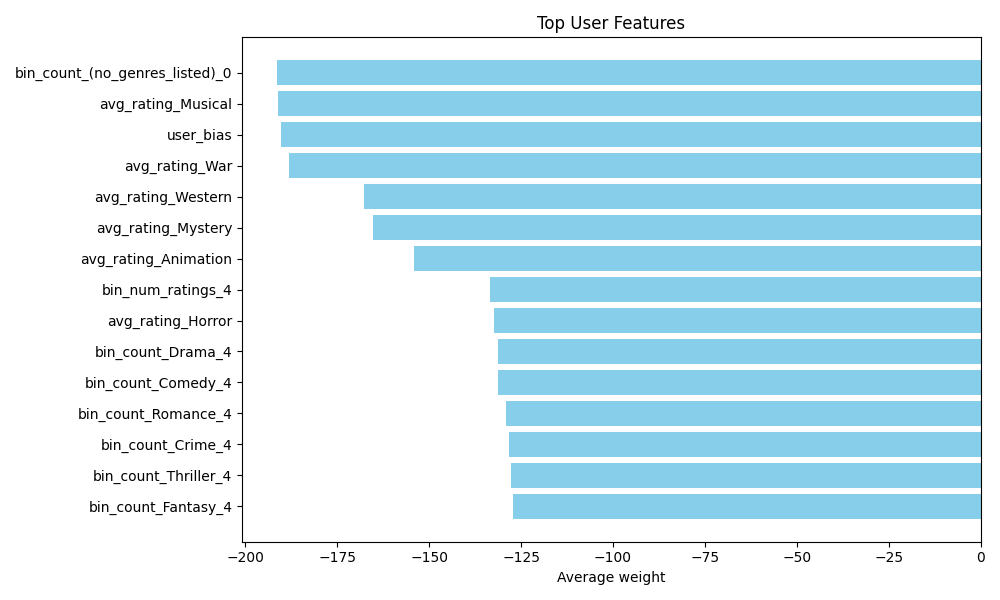 Top User Features
bin_count_(no_genres_listed)_0
avg_rating_Musical
user_bias
avg_rating_War
avg_rating_Western
avg_rating_Mystery
avg_rating_Animation
bin_num_ratings_4
avg_rating_Horror
bin_count_Drama_4
bin_count_Comedy_4
bin_count_Romance_4
bin_count_Crime_4
bin_count_Thriller_4
bin_count_Fantasy_4
−200 −175 −150 −125 −100 −75 −50 −25 0
Average weight